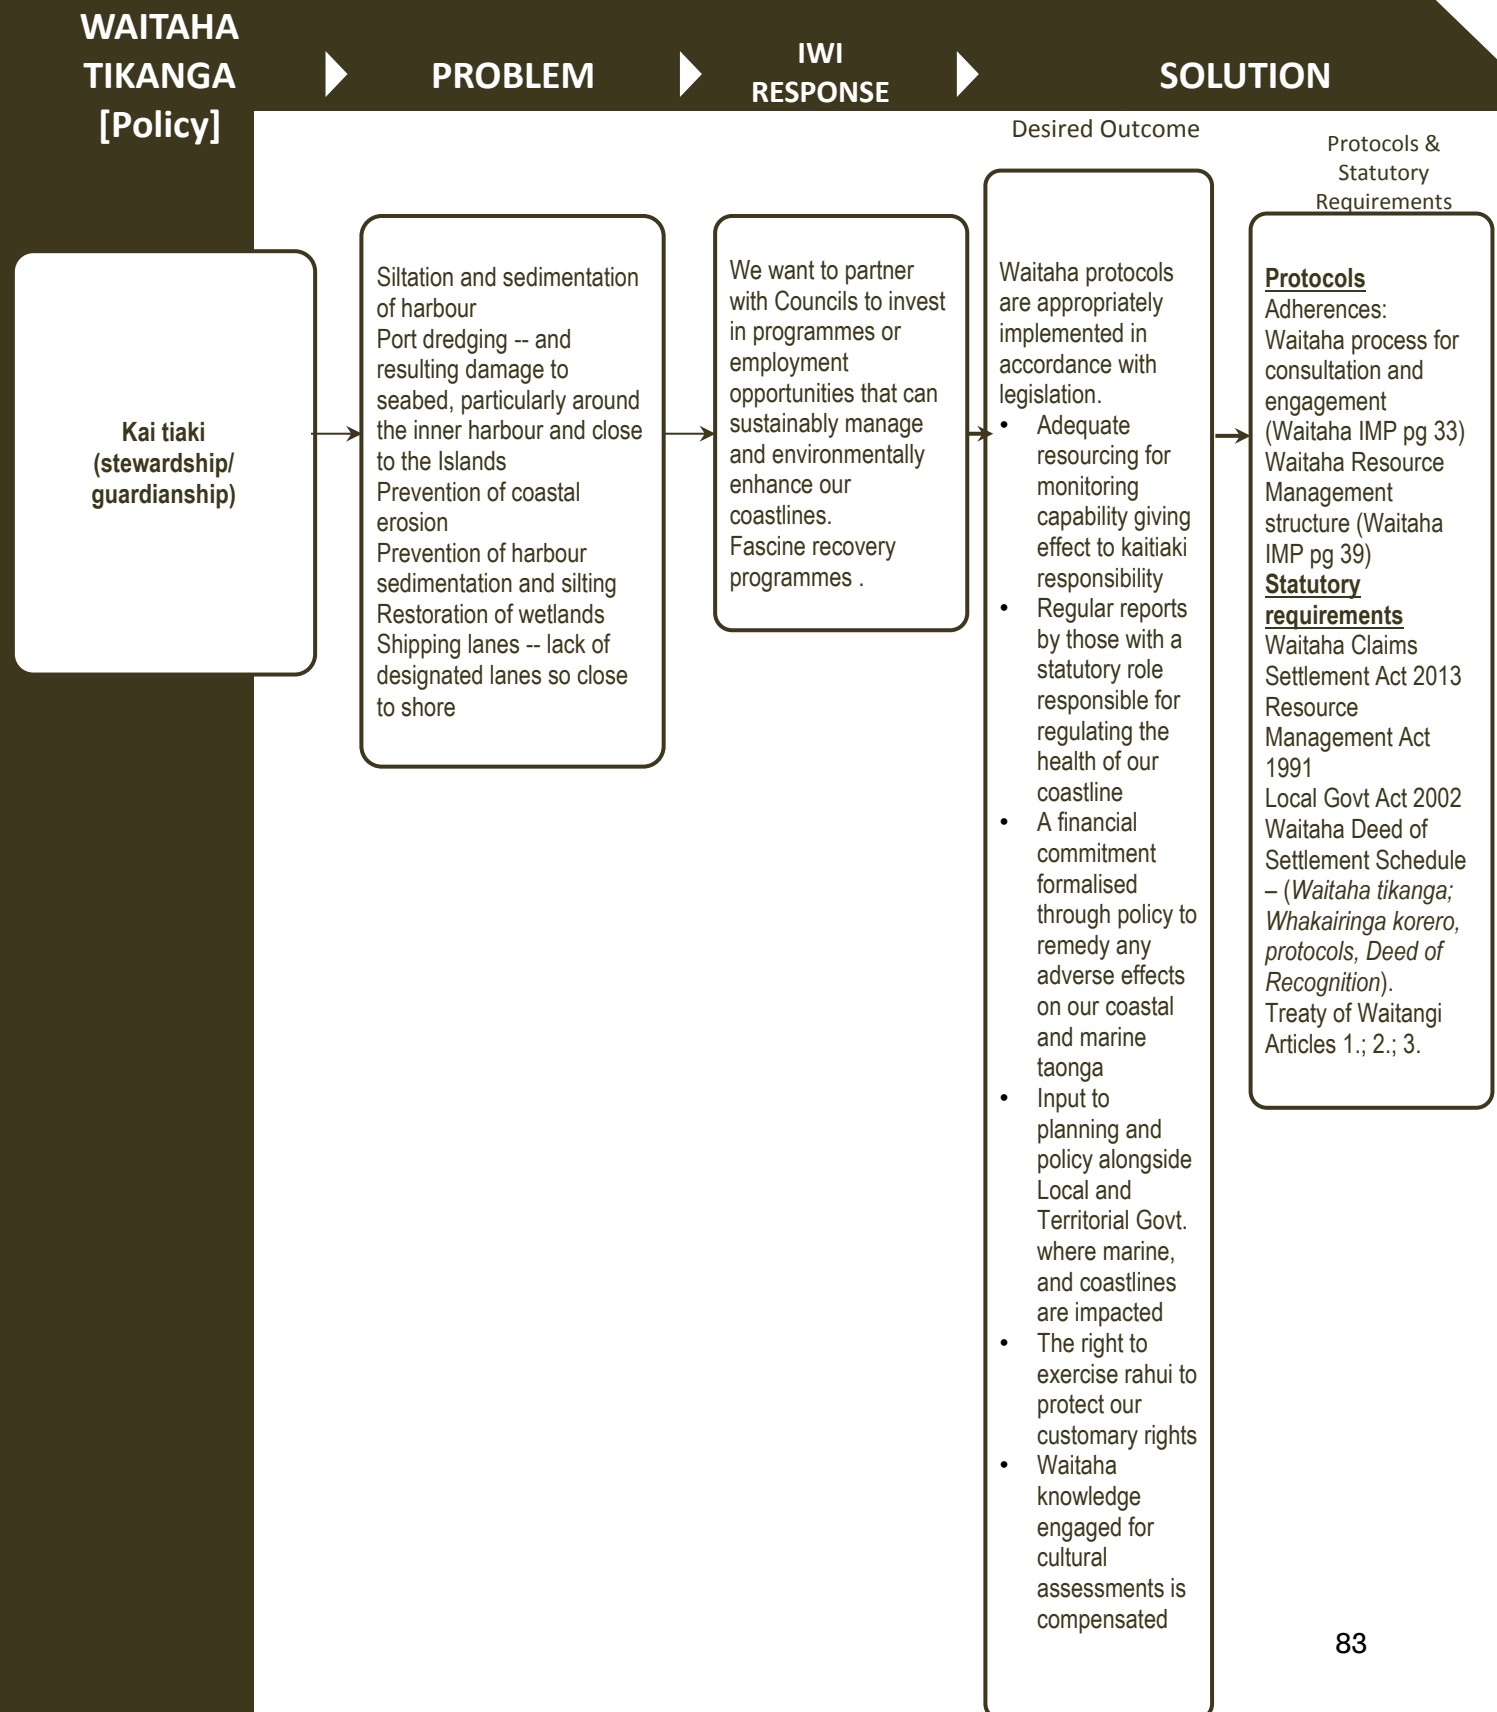 WAITAHA
TIKANGA
[Policy]
PROBLEM
IWI
RESPONSE
SOLUTION
Desired Outcome
Protocols &
Statutory
Requirements
Kai tiaki
(stewardship/
guardianship)
Siltation and sedimentation
of harbour
Port dredging -- and
resulting damage to
seabed, particularly around
the inner harbour and close
to the Islands
Prevention of coastal
erosion
Prevention of harbour
sedimentation and silting
Restoration of wetlands
Shipping lanes -- lack of
designated lanes so close
to shore
We want to partner
with Councils to invest
in programmes or
employment
opportunities that can
sustainably manage
and environmentally
enhance our
coastlines.
Fascine recovery
programmes .
Waitaha protocols
are appropriately
implemented in
accordance with
legislation.
• Adequate
resourcing for
monitoring
capability giving
effect to kaitiaki
responsibility
• Regular reports
by those with a
statutory role
responsible for
regulating the
health of our
coastline
• A financial
commitment
formalised
through policy to
remedy any
adverse effects
on our coastal
and marine
taonga
• Input to
planning and
policy alongside
Local and
Territorial Govt.
where marine,
and coastlines
are impacted
• The right to
exercise rahui to
protect our
customary rights
• Waitaha
knowledge
engaged for
cultural
assessments is
compensated
Protocols
Adherences:
Waitaha process for
consultation and
engagement
(Waitaha IMP pg 33)
Waitaha Resource
Management
structure (Waitaha
IMP pg 39)
Statutory
requirements
Waitaha Claims
Settlement Act 2013
Resource
Management Act
1991
Local Govt Act 2002
Waitaha Deed of
Settlement Schedule
– (Waitaha tikanga;
Whakairinga korero,
protocols, Deed of
Recognition).
Treaty of Waitangi
Articles 1.; 2.; 3.
83